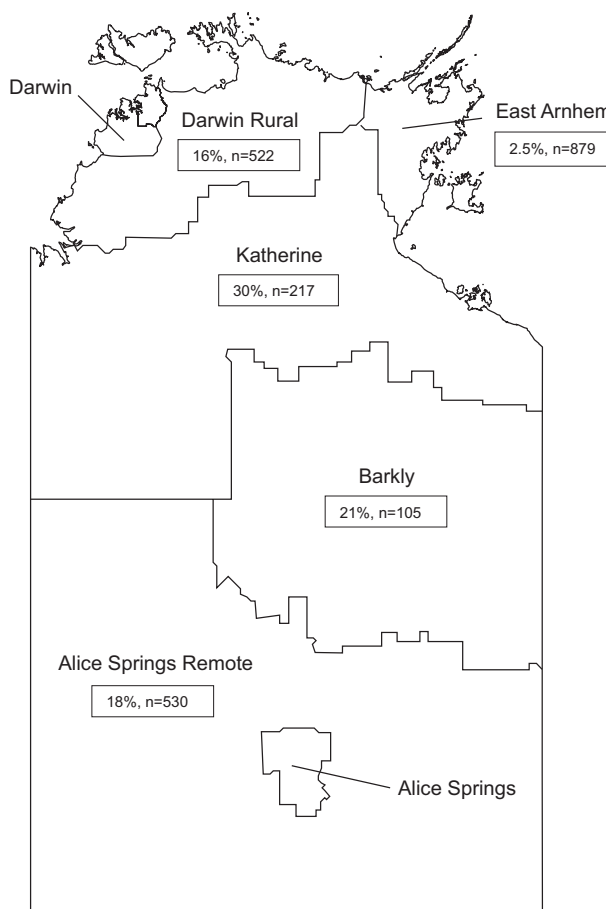 Darwin
Darwin Rural
16%, n=522
East Arnhem
2.5%, n=879
Katherine
30%, n=217
Barkly
21%, n=105
Alice Springs Remote
18%, n=530
Alice Springs